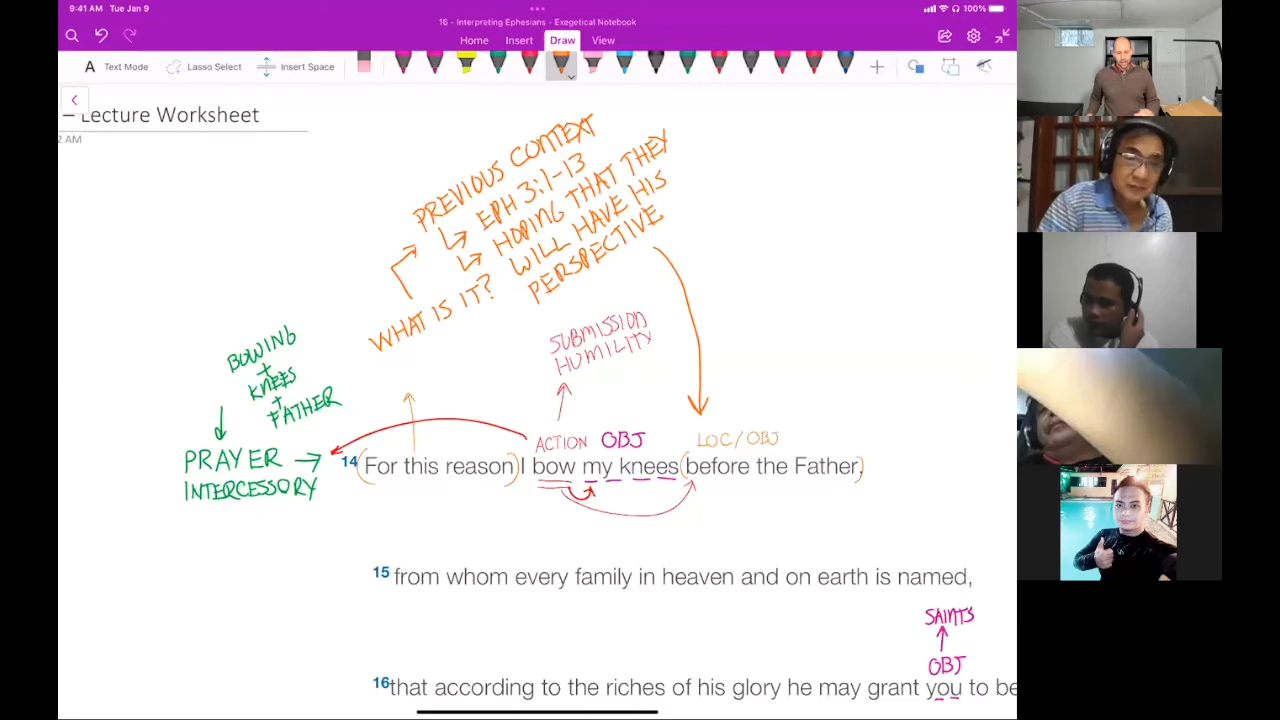 9:41 AM Tue Jan 9
100%
16 - Interpreting Ephesians - Exegetical Notebook
Home Insert Draw View
A Text Mode Lasso Select Insert Space
– Lecture Worksheet
2 AM
PREVIOUS CONTEXT
EPH 3:1-13
HOPING THAT THEY
WILL HAVE HIS
PERSPECTIVE
WHAT IS IT?
SUBMISSION
HUMILITY
BOWING
+
KNEES
+
FATHER
PRAYER
INTERCESSORY
ACTION OBJ LOC/OBJ
14 (For this reason) I bow my knees (before the Father,)
15 from whom every family in heaven and on earth is named,
SAINTS
OBJ
16 that according to the riches of his glory he may grant you to be